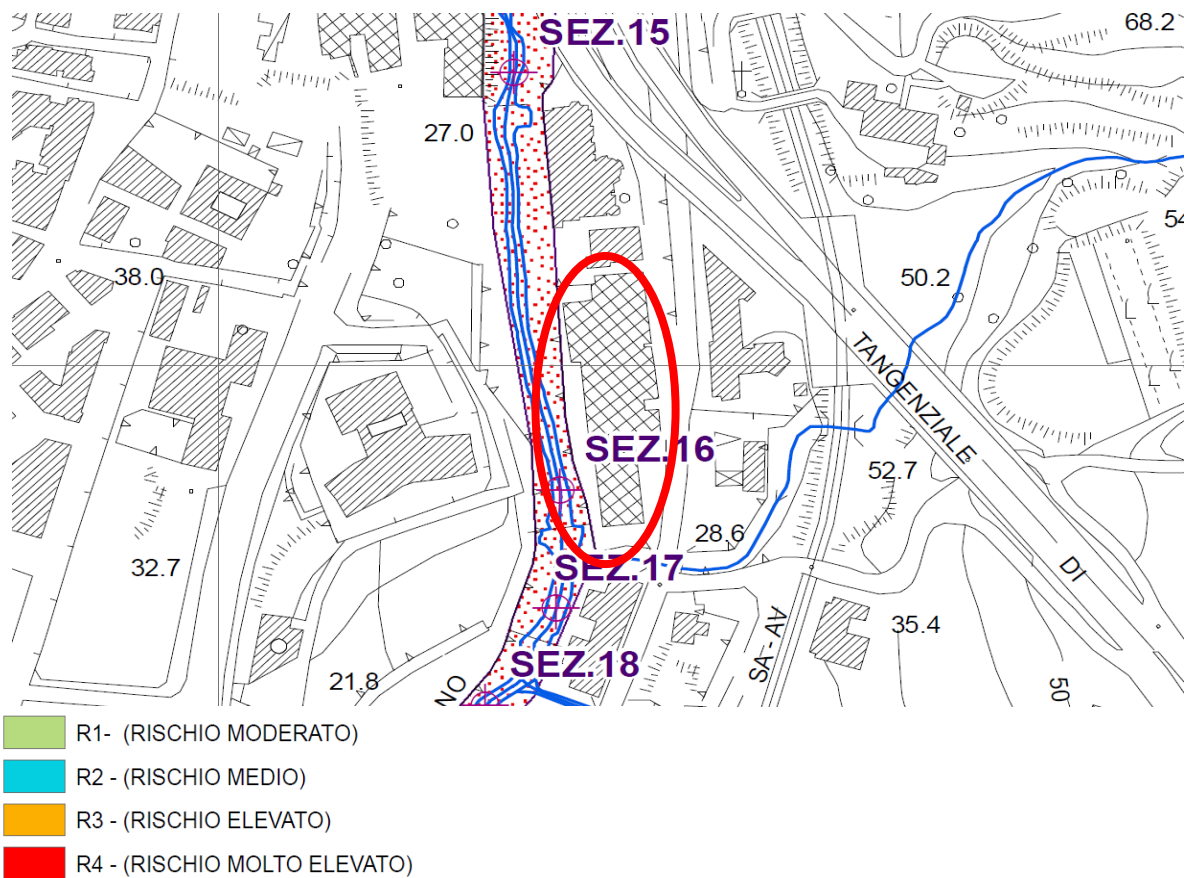 SEZ.15
68.2
27.0
54
38.0
50.2
TANGENZIALE
SEZ.16
52.7
28.6
32.7
SEZ.17
DI
35.4
SA - AV
SEZ.18
21.8
NO
50
R1- (RISCHIO MODERATO)
R2 - (RISCHIO MEDIO)
R3 - (RISCHIO ELEVATO)
R4 - (RISCHIO MOLTO ELEVATO)